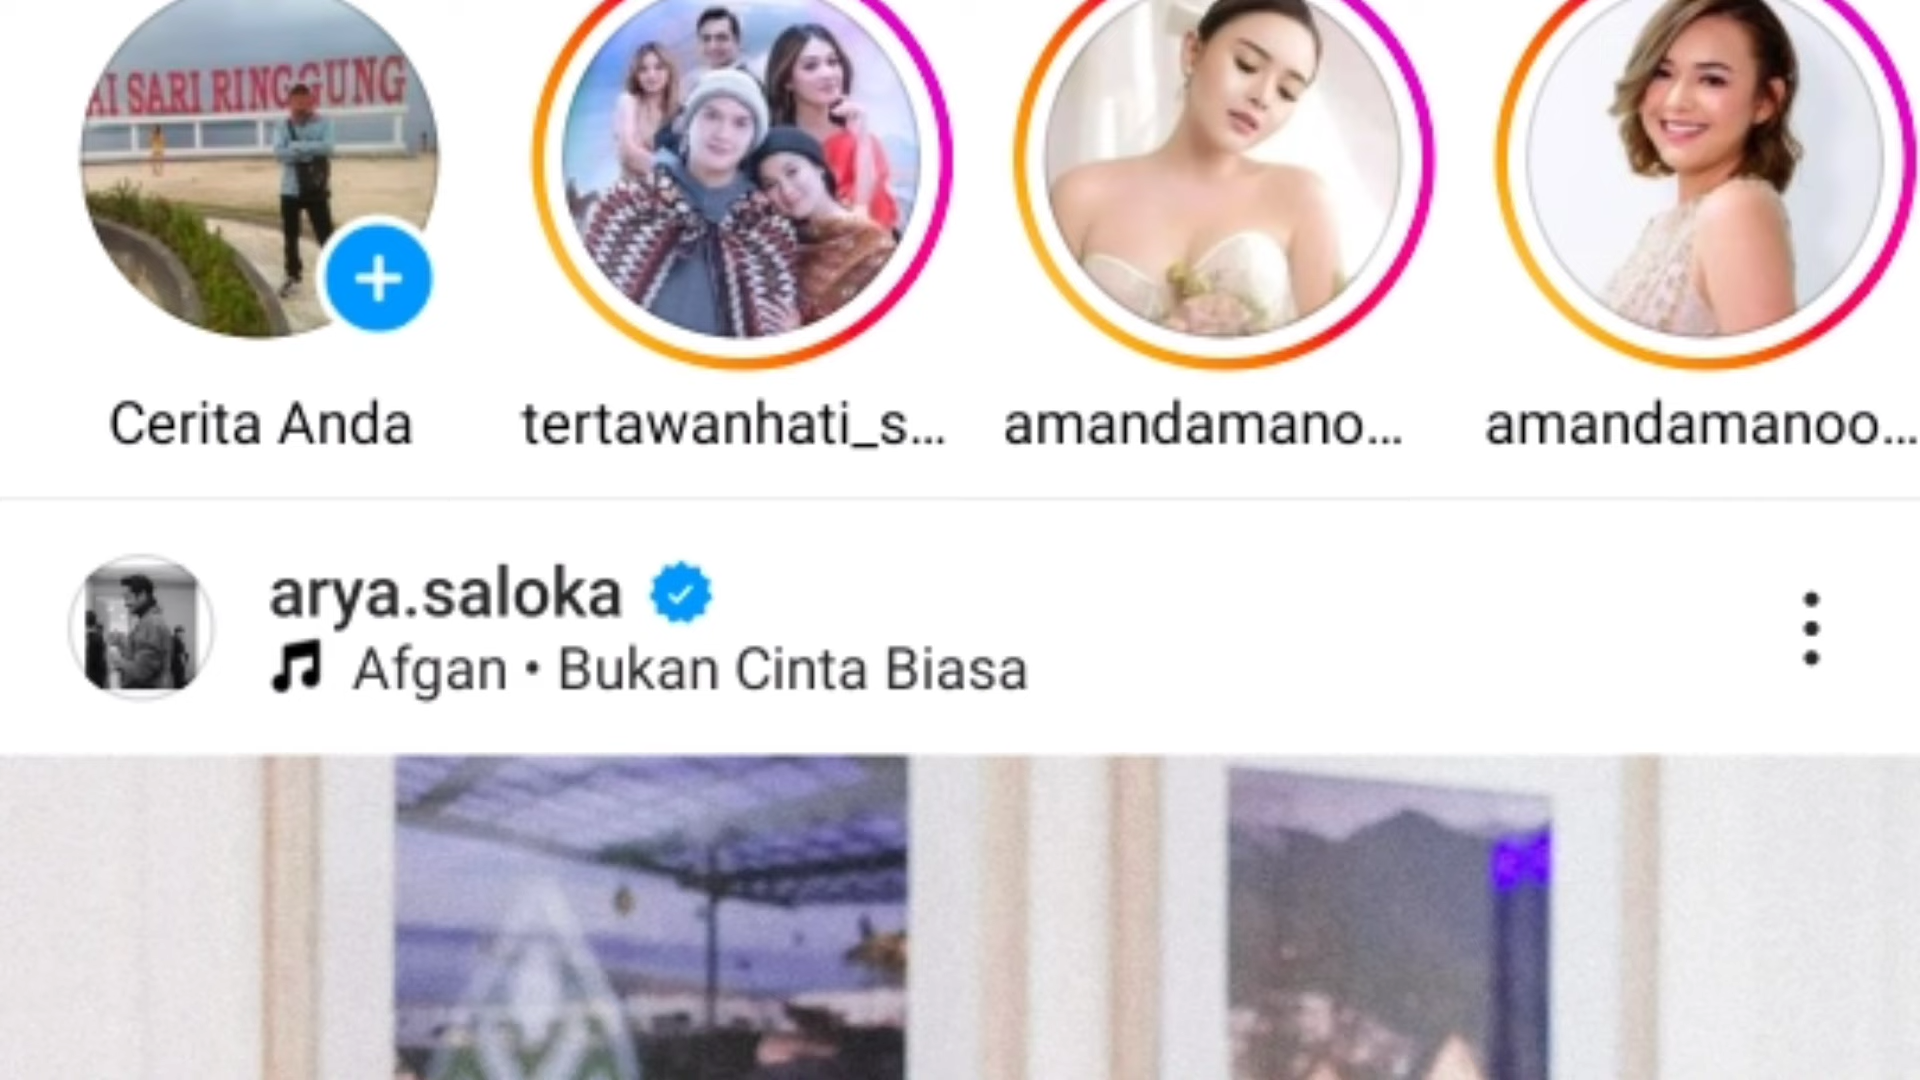 AI SARI RINGGUNG
Cerita Anda
tertawanhati_s...
amandamano...
amandamanoo...
arya.saloka
Afgan • Bukan Cinta Biasa